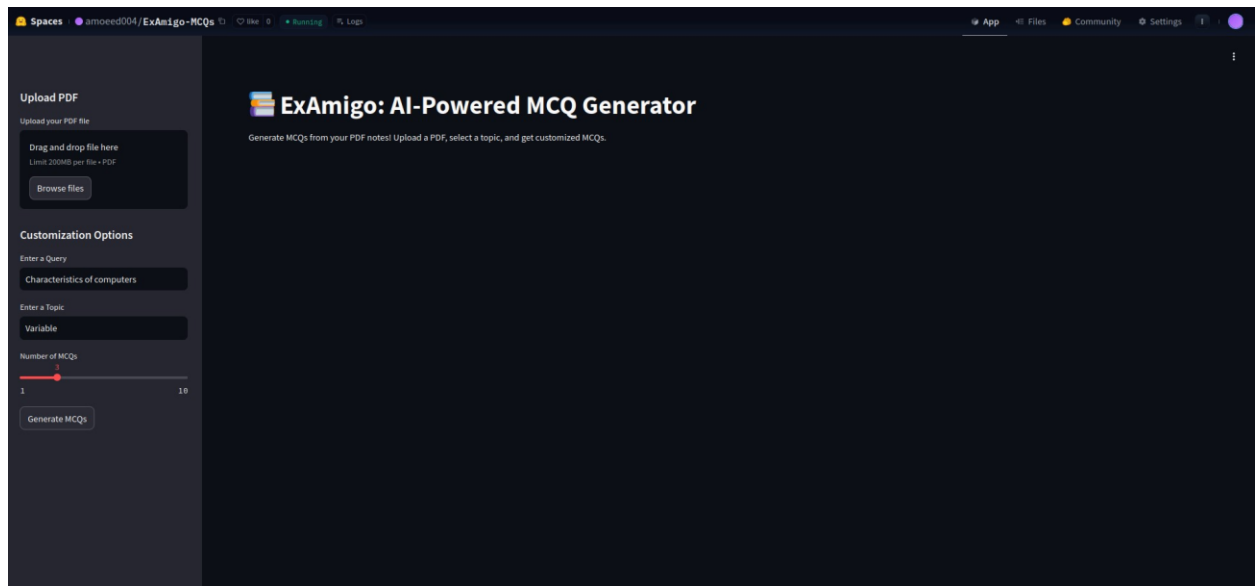 Spaces amoeed004/ExAmigo-MCQs like 0 Running Logs App Files Community Settings
Upload PDF
Upload your PDF file
Drag and drop file here
Limit 200MB per file • PDF
Browse files
Customization Options
Enter a Query
Characteristics of computers
Enter a Topic
Variable
Number of MCQs
3
1 10
Generate MCQs
ExAmigo: AI-Powered MCQ Generator
Generate MCQs from your PDF notes! Upload a PDF, select a topic, and get customized MCQs.